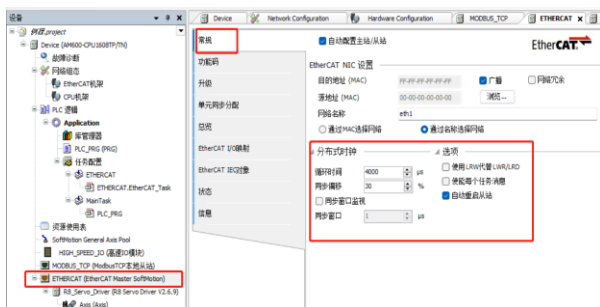 设备
例程.project
Device (AM600-CPU1608TP/TN)
故障诊断
网络组态
EtherCAT机架
CPU机架
PLC 逻辑
Application
库管理器
PLC_PRG (PRG)
任务配置
ETHERCAT
ETHERCAT.EtherCAT_Task
MainTask
PLC_PRG
资源使用表
SoftMotion General Axis Pool
HIGH_SPEED_IO (高速IO模块)
MODBUS_TCP (ModbusTCP本地从站)
ETHERCAT (EtherCAT Master SoftMotion)
R8_Servo_Driver (R8 Servo Driver V2.6.9)
Axis (Axis)
Device
Network Configuration
Hardware Configuration
MODBUS_TCP
ETHERCAT
常规
功能码
升级
单元同步分配
总览
EtherCAT I/O映射
EtherCAT IEC对象
状态
信息
自动配置主站/从站
EtherCAT
EtherCAT NIC 设置
目的地址 (MAC) FF-FF-FF-FF-FF-FF 广播 网络冗余
源地址 (MAC) 00-00-00-00-00-00 浏览...
网络名称 eth1
通过MAC选择网络 通过名称选择网络
分布式时钟
循环时间 4000 μs
同步偏移 30 %
同步窗口监视
同步窗口 1 μs
选项
使用LRW代替LWR/LRD
使能每个任务消息
自动重启从站